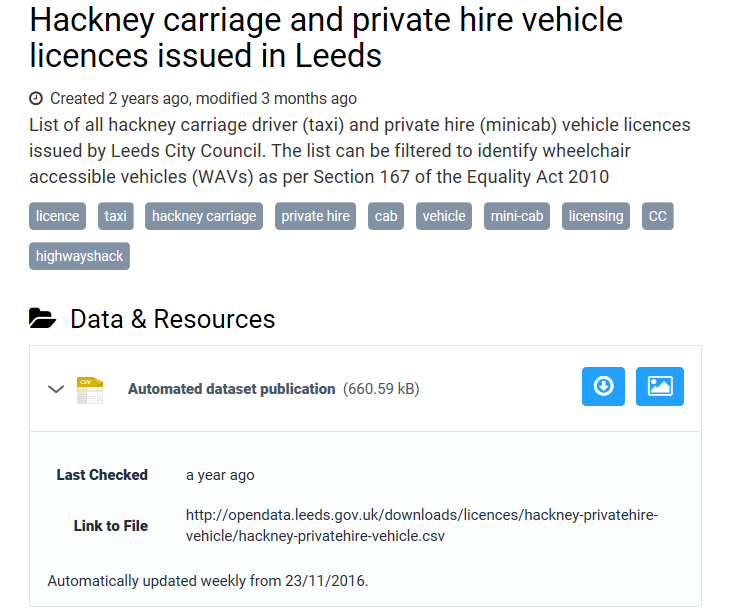 Hackney carriage and private hire vehicle
licences issued in Leeds
Created 2 years ago, modified 3 months ago
List of all hackney carriage driver (taxi) and private hire (minicab) vehicle licences
issued by Leeds City Council. The list can be filtered to identify wheelchair
accessible vehicles (WAVs) as per Section 167 of the Equality Act 2010
licence taxi hackney carriage private hire cab vehicle mini-cab licensing CC
highwayshack
Data & Resources
CSV Automated dataset publication (660.59 kB)
Last Checked a year ago
Link to File http://opendata.leeds.gov.uk/downloads/licences/hackney-privatehire-
vehicle/hackney-privatehire-vehicle.csv
Automatically updated weekly from 23/11/2016.